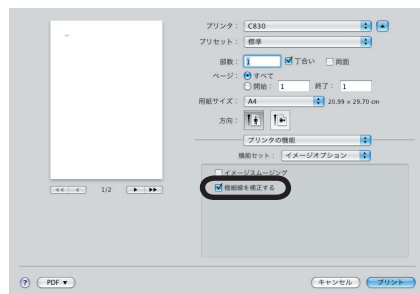 プリンタ： C830
プリセット： 標準
部数： 1 丁合い 両面
ページ： すべて
開始： 1 終了： 1
用紙サイズ： A4 20.99 x 29.70 cm
方向：
プリンタの機能
機能セット： イメージオプション
イメージスムージング
極細線を補正する
1/2
? PDF ▼ キャンセル プリント